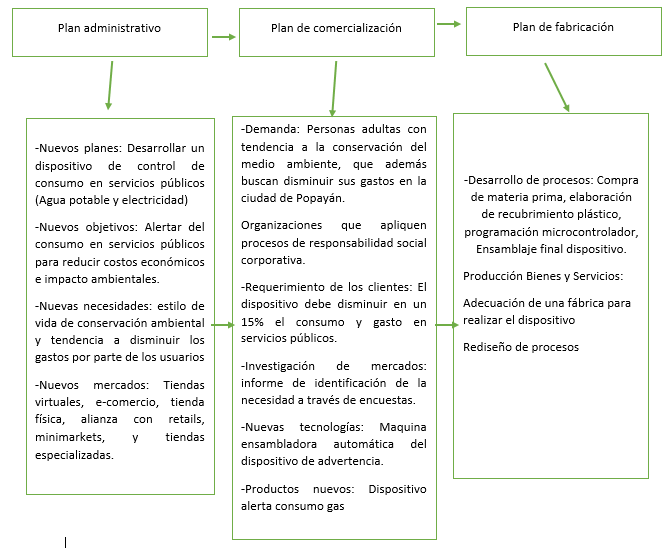 Plan administrativo
Plan de comercialización
Plan de fabricación
-Nuevos planes: Desarrollar un
dispositivo de control de
consumo en servicios públicos
(Agua potable y electricidad)
-Nuevos objetivos: Alertar del
consumo en servicios públicos
para reducir costos económicos
e impacto ambientales.
-Nuevas necesidades: estilo de
vida de conservación ambiental
y tendencia a disminuir los
gastos por parte de los usuarios
-Nuevos mercados: Tiendas
virtuales, e-comercio, tienda
física, alianza con retails,
minimarkets, y tiendas
especializadas.
-Demanda: Personas adultas con
tendencia a la conservación del
medio ambiente, que además
buscan disminuir sus gastos en la
ciudad de Popayán.
Organizaciones que apliquen
procesos de responsabilidad social
corporativa.
-Requerimiento de los clientes: El
dispositivo debe disminuir en un
15% el consumo y gasto en
servicios públicos.
-Investigación de mercados:
informe de identificación de la
necesidad a través de encuestas.
-Nuevas tecnologías: Maquina
ensambladora automática del
dispositivo de advertencia.
-Productos nuevos: Dispositivo
alerta consumo gas
-Desarrollo de procesos: Compra
de materia prima, elaboración
de recubrimiento plástico,
programación microcontrolador,
Ensamblaje final dispositivo.
Producción Bienes y Servicios:
Adecuación de una fábrica para
realizar el dispositivo
Rediseño de procesos